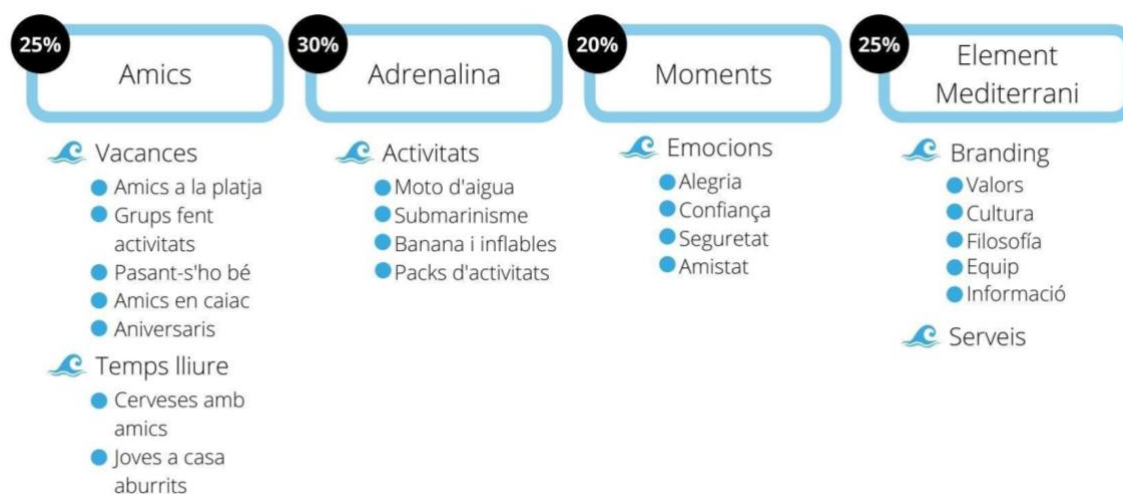 25%
Amics
Vacances
Amics a la platja
Grups fent
activitats
Pasant-s'ho bé
Amics en caiac
Aniversaris
Temps lliure
Cerveses amb
amics
Joves a casa
aburrits
30%
Adrenalina
Activitats
Moto d'aigua
Submarinisme
Banana i inflables
Packs d'activitats
20%
Moments
Emocions
Alegria
Confiança
Seguretat
Amistat
25%
Element
Mediterrani
Branding
Valors
Cultura
Filosofía
Equip
Informació
Serveis